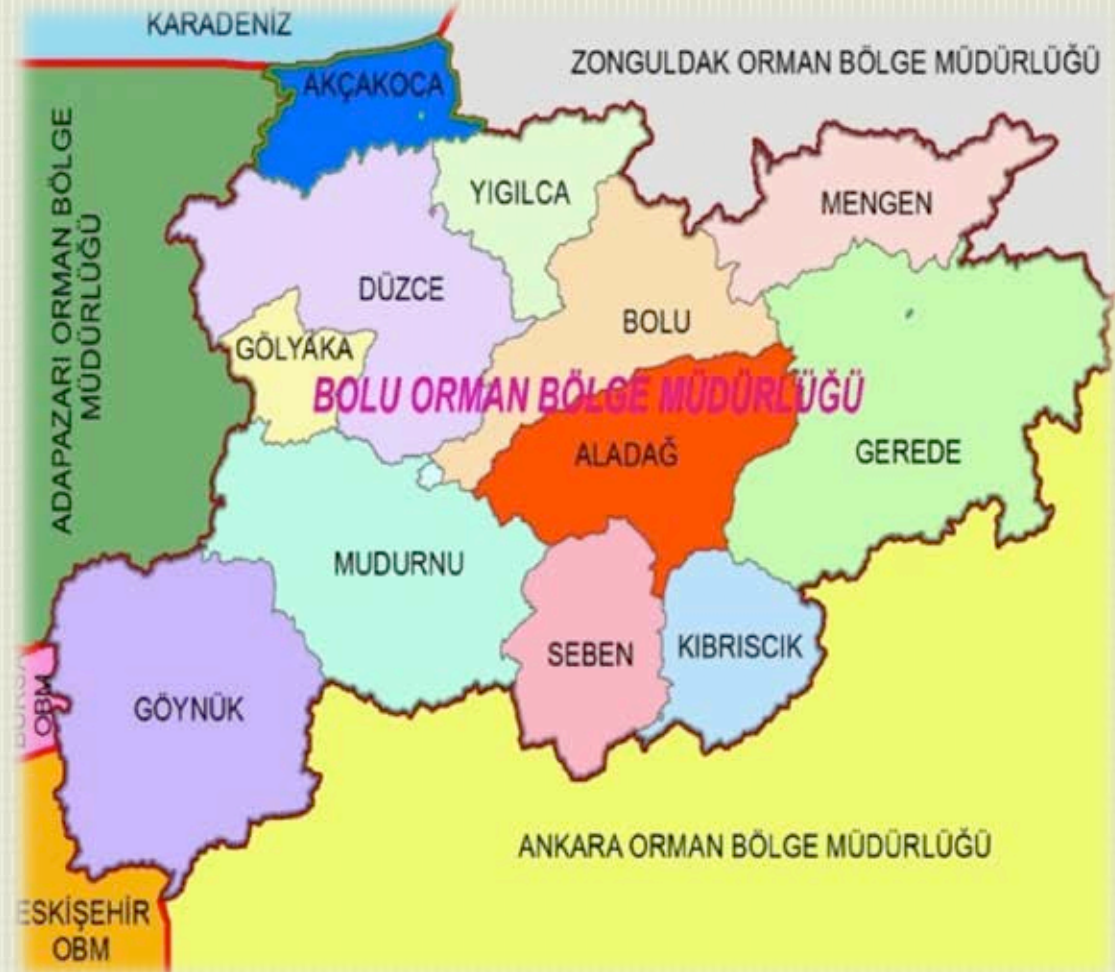 KARADENİZ
ZONGULDAK ORMAN BÖLGE MÜDÜRLÜĞÜ
AKÇAKOCA
ADAPAZARI ORMAN BÖLGE
MÜDÜRLÜĞÜ
YIGILCA
MENGEN
DÜZCE
BOLU
GÖLYAKA
BOLU ORMAN BÖLGE MÜDÜRLÜĞÜ
ALADAĞ
GEREDE
MUDURNU
SEBEN
KIBRISCIK
OBM
GÖYNÜK
ANKARA ORMAN BÖLGE MÜDÜRLÜĞÜ
ESKİŞEHİR
OBM